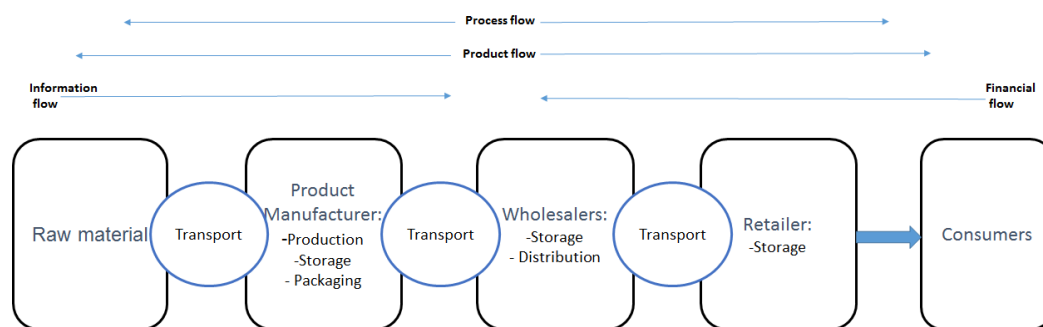 Process flow
Product flow
Information
flow
Financial
flow
Raw material
Transport
Product
Manufacturer:
-Production
-Storage
- Packaging
Transport
Wholesalers:
-Storage
- Distribution
Transport
Retailer:
-Storage
Consumers